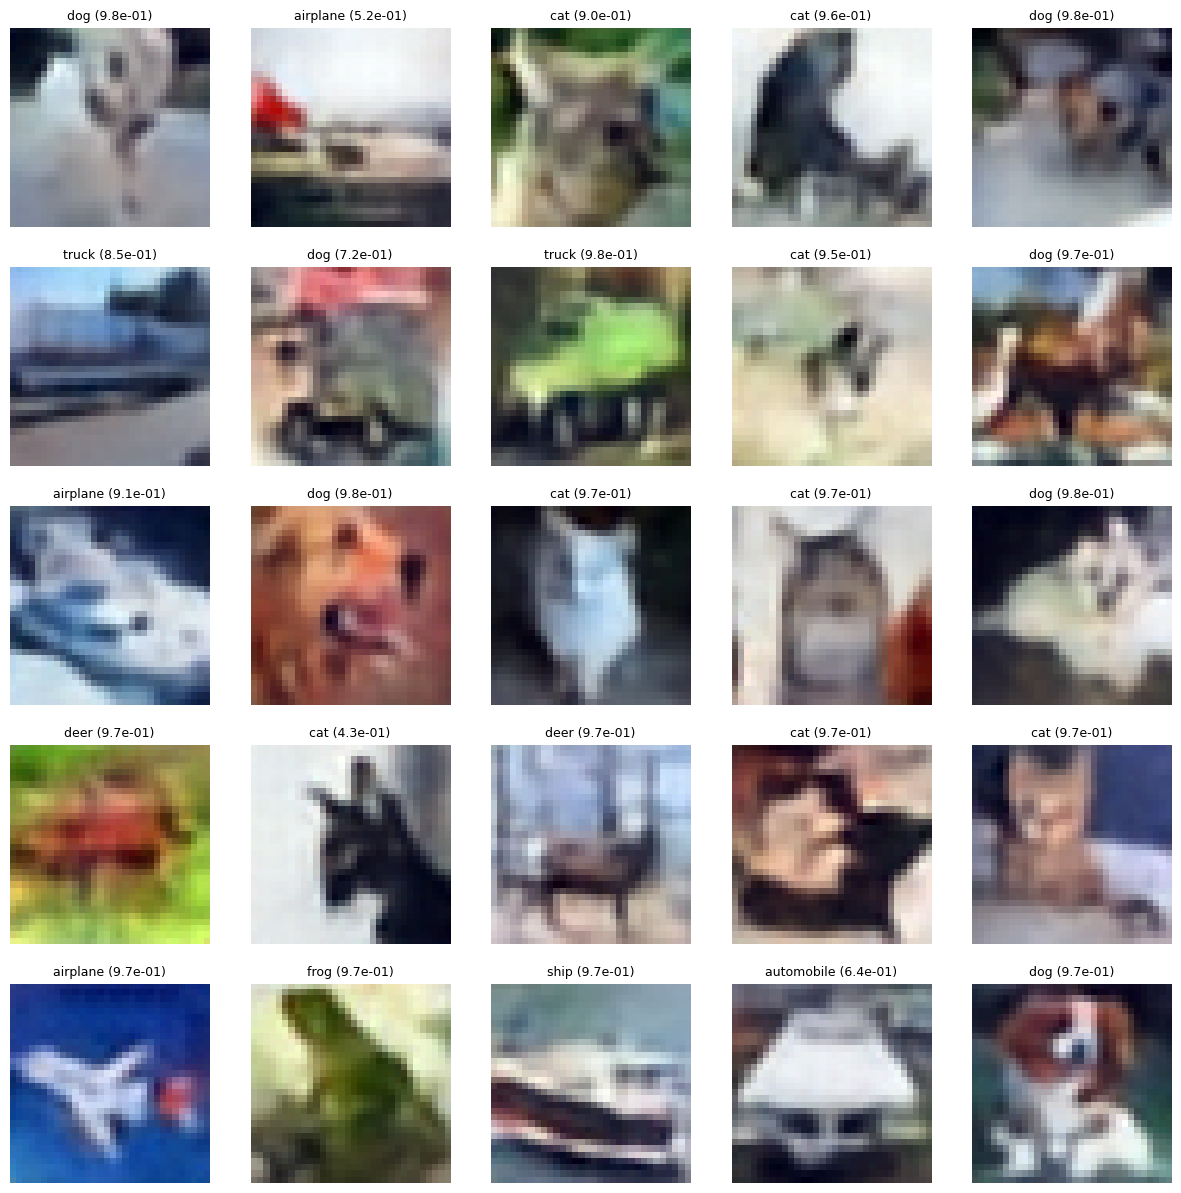 dog (9.8e-01) airplane (5.2e-01) cat (9.0e-01) cat (9.6e-01) dog (9.8e-01)
truck (8.5e-01) dog (7.2e-01) truck (9.8e-01) cat (9.5e-01) dog (9.7e-01)
airplane (9.1e-01) dog (9.8e-01) cat (9.7e-01) cat (9.7e-01) dog (9.8e-01)
deer (9.7e-01) cat (4.3e-01) deer (9.7e-01) cat (9.7e-01) cat (9.7e-01)
airplane (9.7e-01) frog (9.7e-01) ship (9.7e-01) automobile (6.4e-01) dog (9.7e-01)